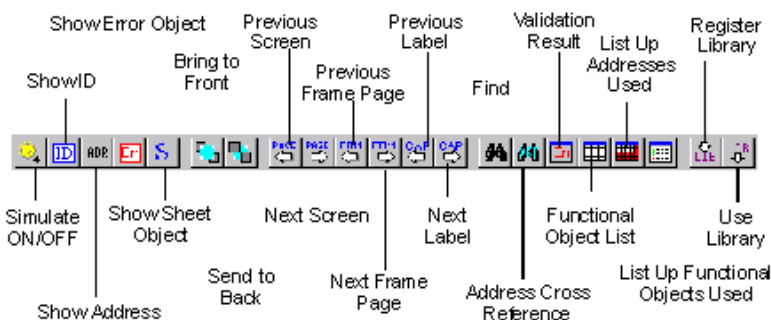 Show Error Object
Previous
Screen
Previous
Label
Validation
Result
Register
Library
Bring to
Front
List Up
Addresses
Used
ShowID
Previous
Frame Page
Find
ID
ADR
Er
S
PAGE
PAGE
CAP
LIB
Simulate
ON/OFF
Show Sheet
Object
Next Screen
Next
Label
Functional
Object List
Use
Library
Send to
Back
Next Frame
Page
Address Cross
Reference
List Up Functional
Objects Used
Show Address